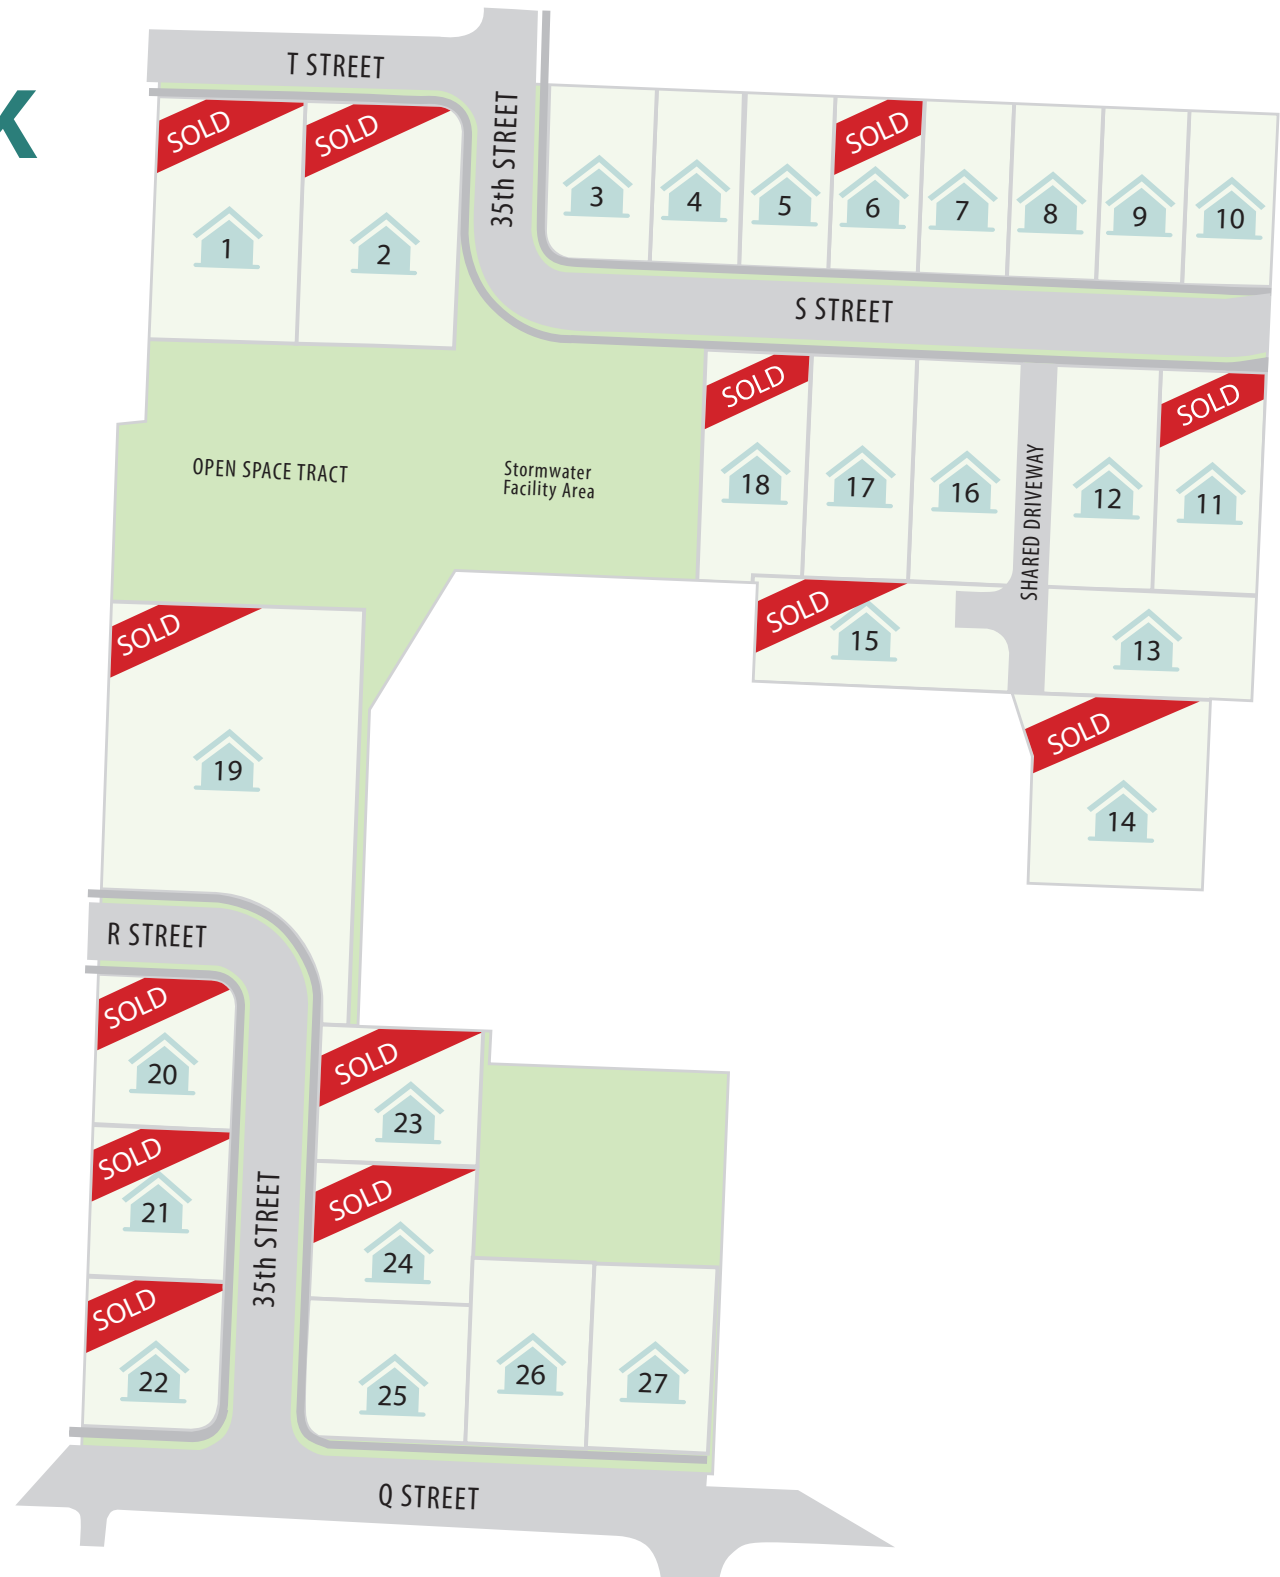 K
T STREET
35th STREET
SOLD
1
SOLD
2
3
4
5
SOLD
6
7
8
9
10
S STREET
OPEN SPACE TRACT
Stormwater
Facility Area
SOLD
18
17
16
SHARED DRIVEWAY
12
SOLD
11
SOLD
15
13
SOLD
14
SOLD
19
R STREET
SOLD
20
SOLD
21
SOLD
22
35th STREET
SOLD
23
SOLD
24
25
26
27
Q STREET